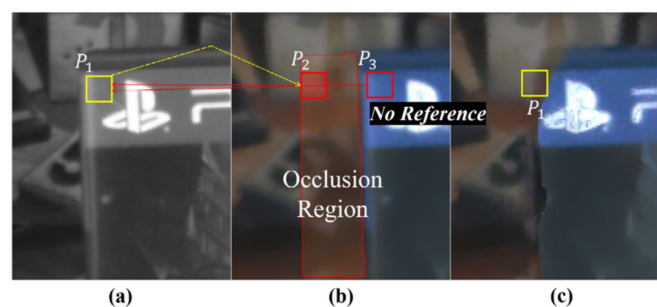 P₁
P₂
P₃
No Reference
P₁
Occlusion
Region
(a)
(b)
(c)